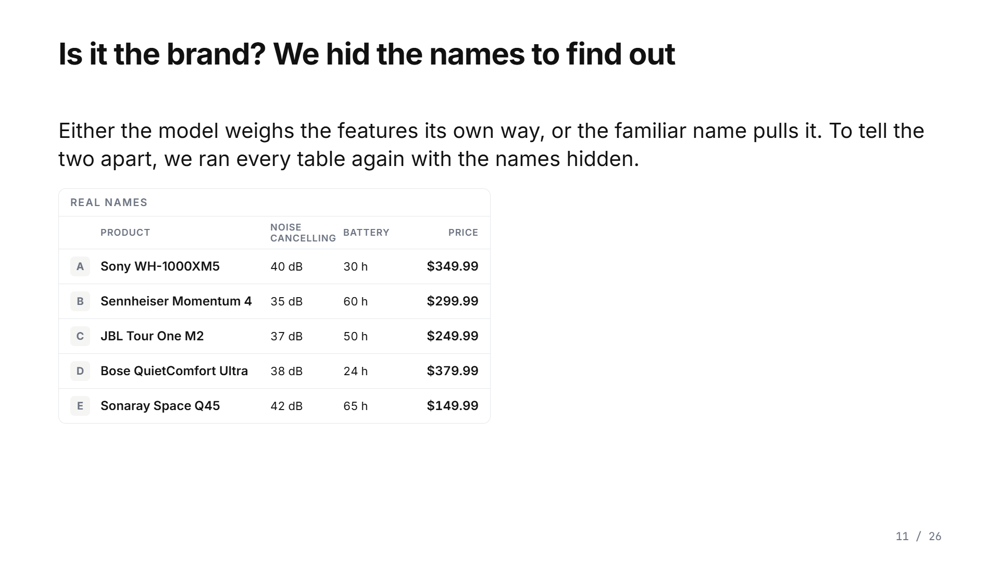 Is it the brand? We hid the names to find out
Either the model weighs the features its own way, or the familiar name pulls it. To tell the
two apart, we ran every table again with the names hidden.
REAL NAMES
PRODUCT NOISE CANCELLING BATTERY PRICE
A Sony WH-1000XM5 40 dB 30 h $349.99
B Sennheiser Momentum 4 35 dB 60 h $299.99
C JBL Tour One M2 37 dB 50 h $249.99
D Bose QuietComfort Ultra 38 dB 24 h $379.99
E Sonaray Space Q45 42 dB 65 h $149.99
11 / 26